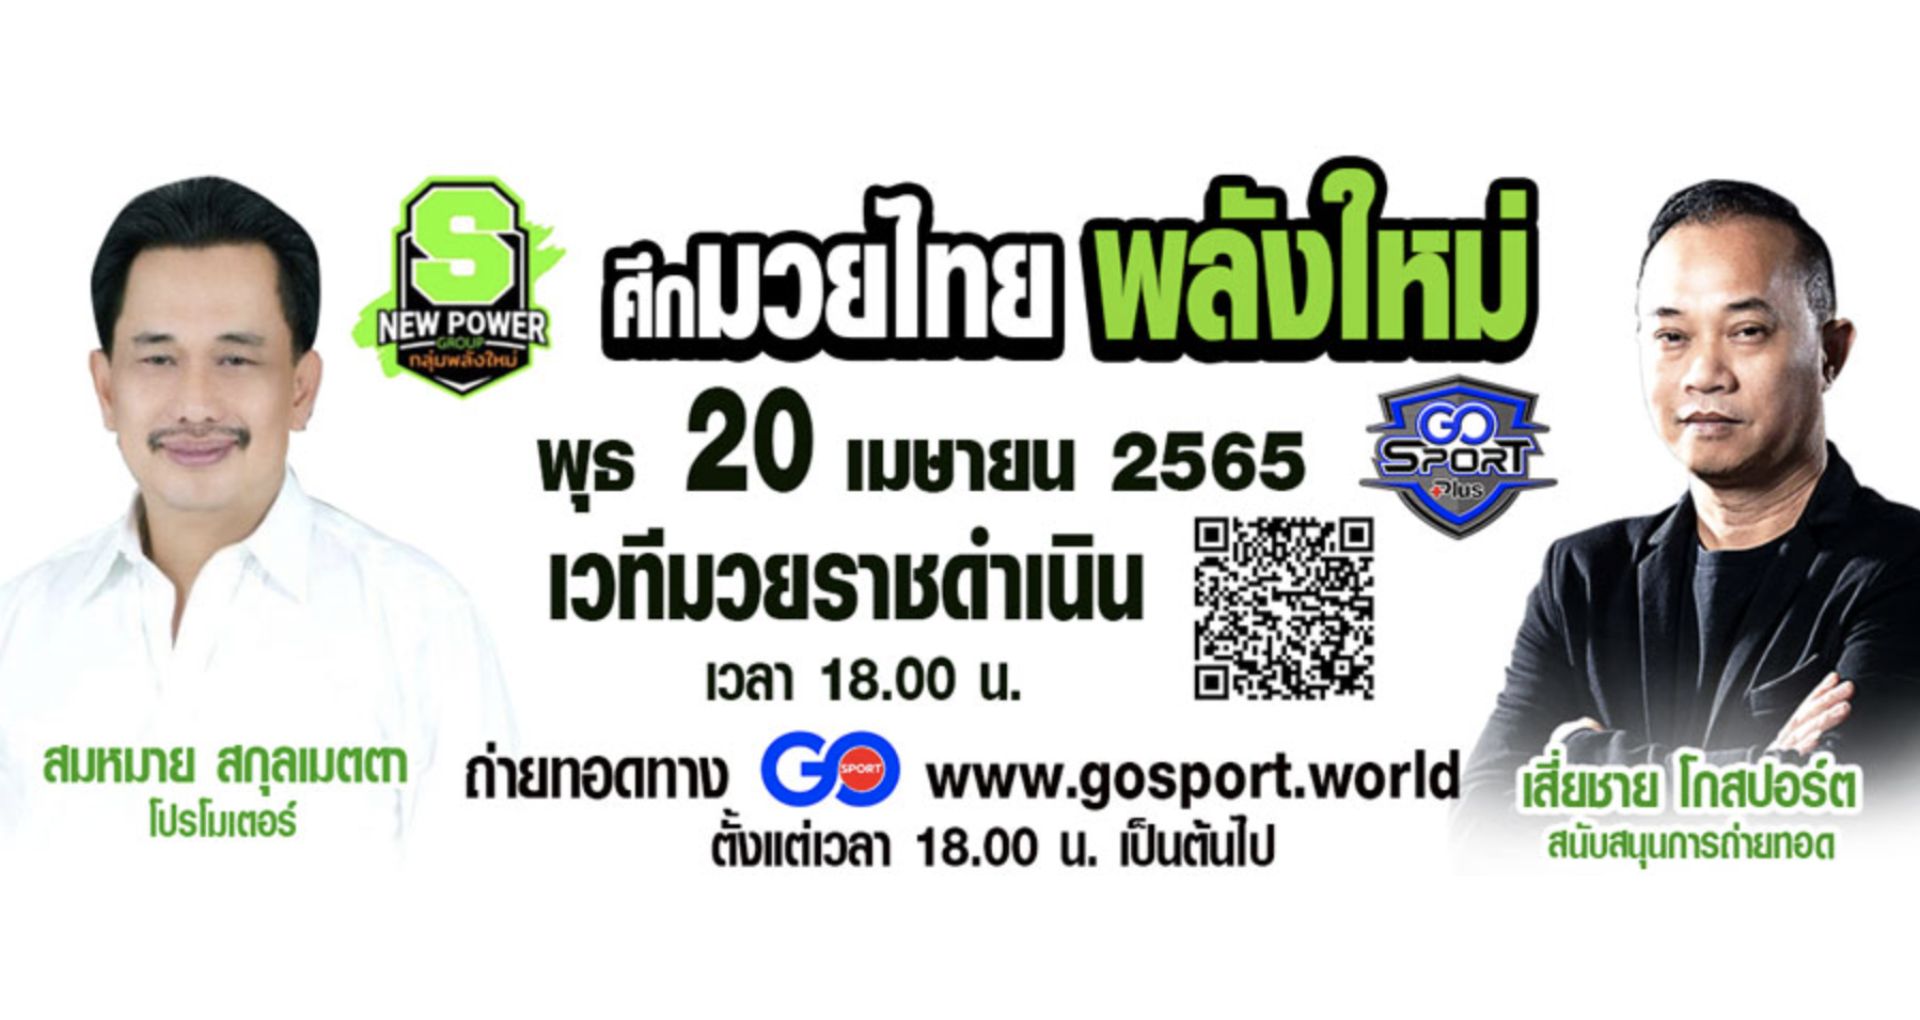 S
NEW POWER
GROUP
กลุ่มพลังใหม่
ศึกมวยไทย พลังใหม่
พุธ 20 เมษายน 2565
GO
SPORT
Plus
เวทีมวยราชดำเนิน
เวลา 18.00 น.
สมหมาย สกุลเมตตา
โปรโมเตอร์
ถ่ายทอดทาง GO SPORT www.gosport.world
ตั้งแต่เวลา 18.00 น. เป็นต้นไป
เสี่ยชาย โกสปอร์ต
สนับสนุนการถ่ายทอด